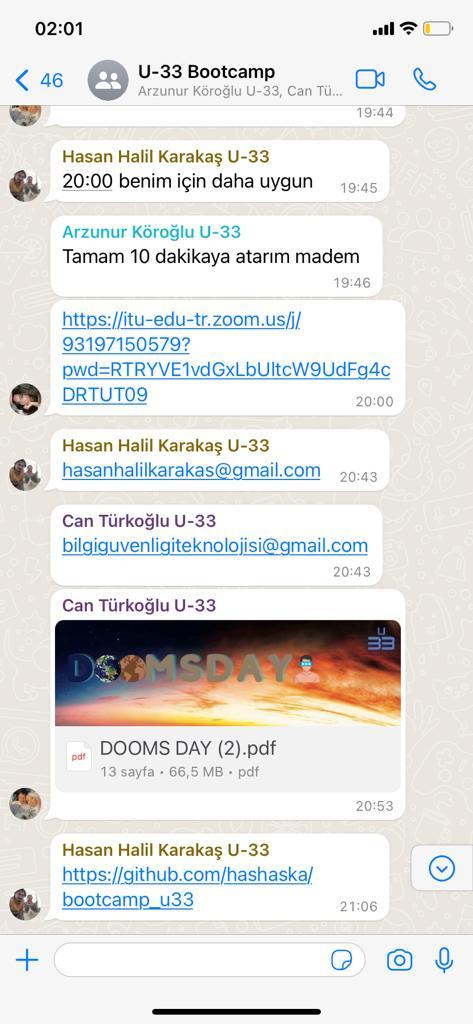 02:01
46
U-33 Bootcamp
Arzunur Köroğlu U-33, Can Tü...
19:44
Hasan Halil Karakaş U-33
20:00 benim için daha uygun
19:45
Arzunur Köroğlu U-33
Tamam 10 dakikaya atarım madem
19:46
https://itu-edu-tr.zoom.us/j/
93197150579?
pwd=RTRYVE1vdGxLbUltcW9UdFg4c
DRTUT09
20:00
Hasan Halil Karakaş U-33
hasanhalilkarakas@gmail.com
20:43
Can Türkoğlu U-33
bilgiguvenligiteknolojisi@gmail.com
20:43
Can Türkoğlu U-33
U
33
DOOMSDAY
pdf
DOOMS DAY (2).pdf
13 sayfa • 66,5 MB • pdf
20:53
Hasan Halil Karakaş U-33
https://github.com/hashaska/
bootcamp_u33
21:06